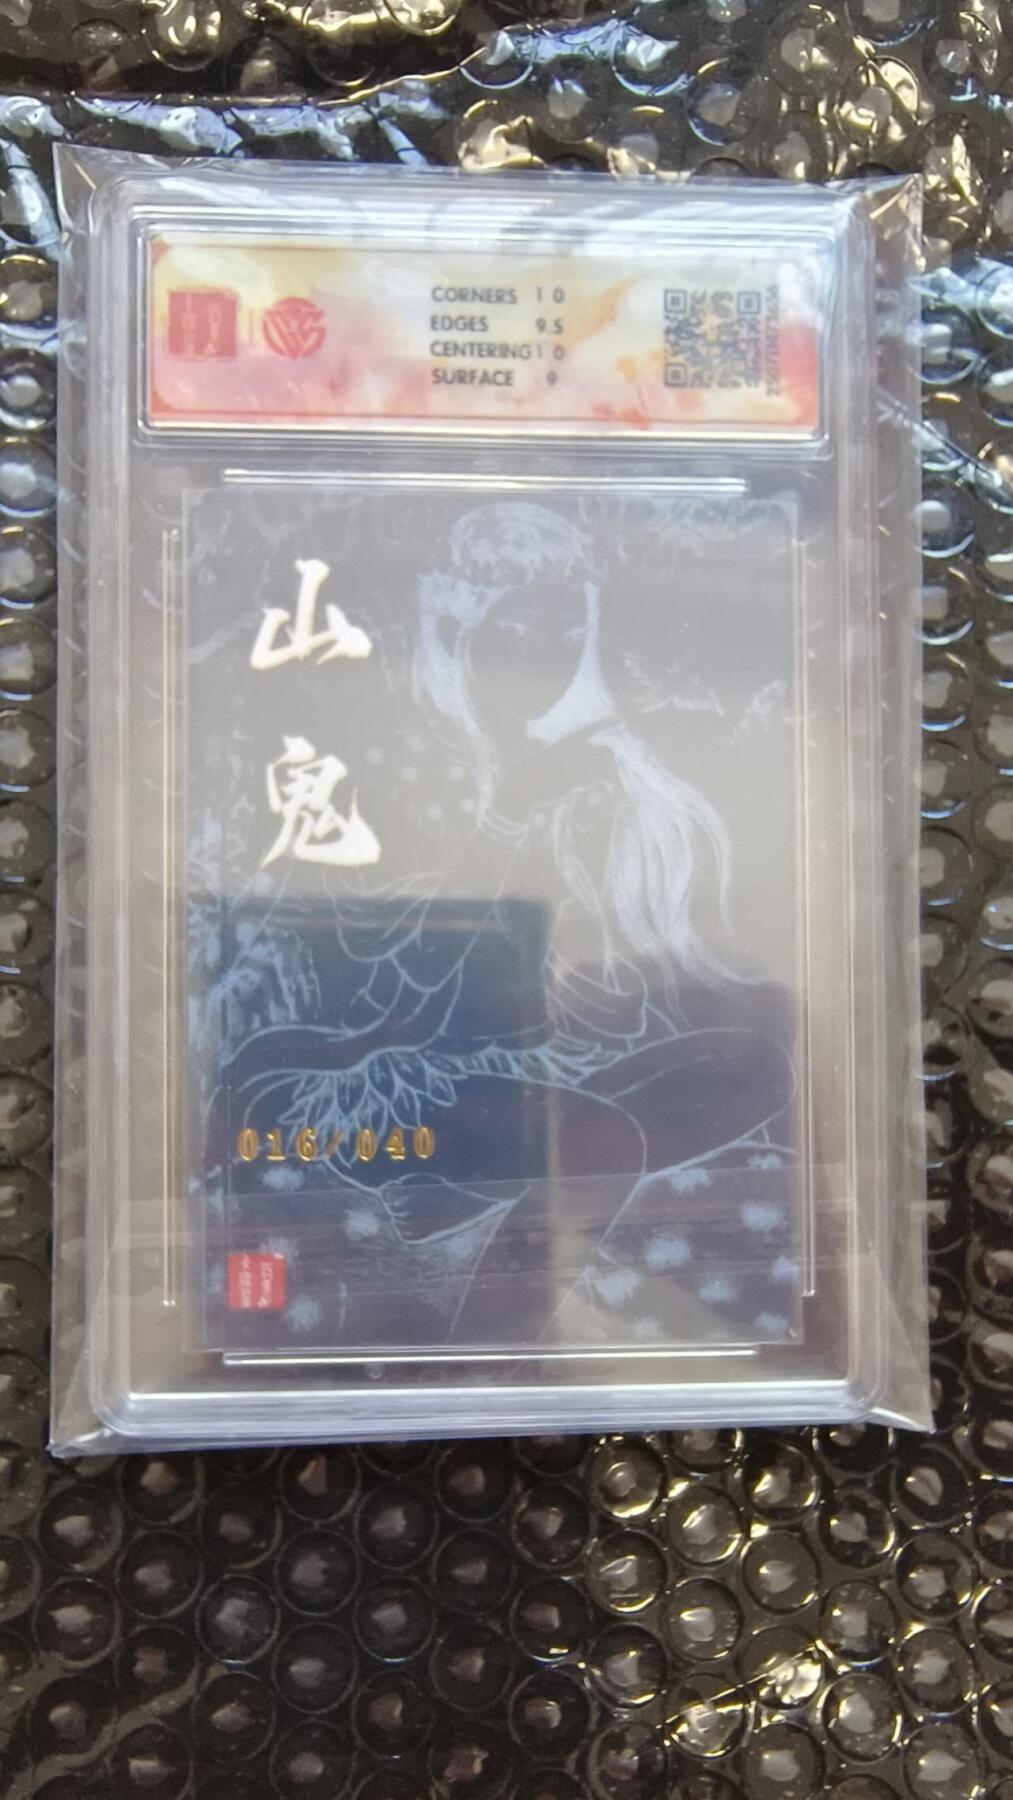 CORNERS 10
EDGES 9.5
CENTERING 10
SURFACE 9
山鬼
016/040